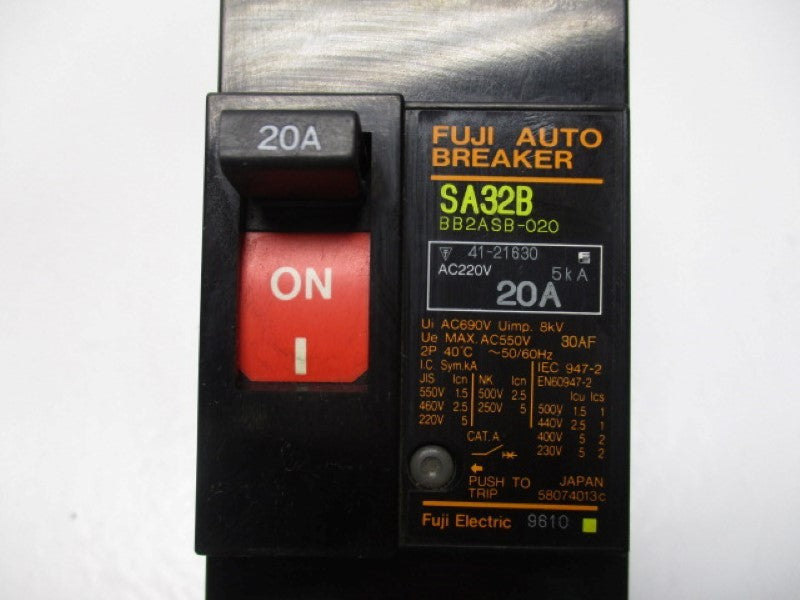 20A
ON
I
FUJI AUTO
BREAKER
SA32B
BB2ASB-020
41-21630
AC220V 5kA
20A
Ui AC690V Uimp. 8kV
Ue MAX. AC550V 30AF
2P 40°C ~50/60Hz
I.C. Sym.kA IEC 947-2
JIS Icn NK Icn EN60947-2
550V 1.5 500V 2.5 Icu Ics
460V 2.5 250V 5 500V 1.5 1
220V 5 440V 2.5 1
CAT. A 400V 5 2
230V 5 2
PUSH TO JAPAN
TRIP 58074013c
Fuji Electric 9610